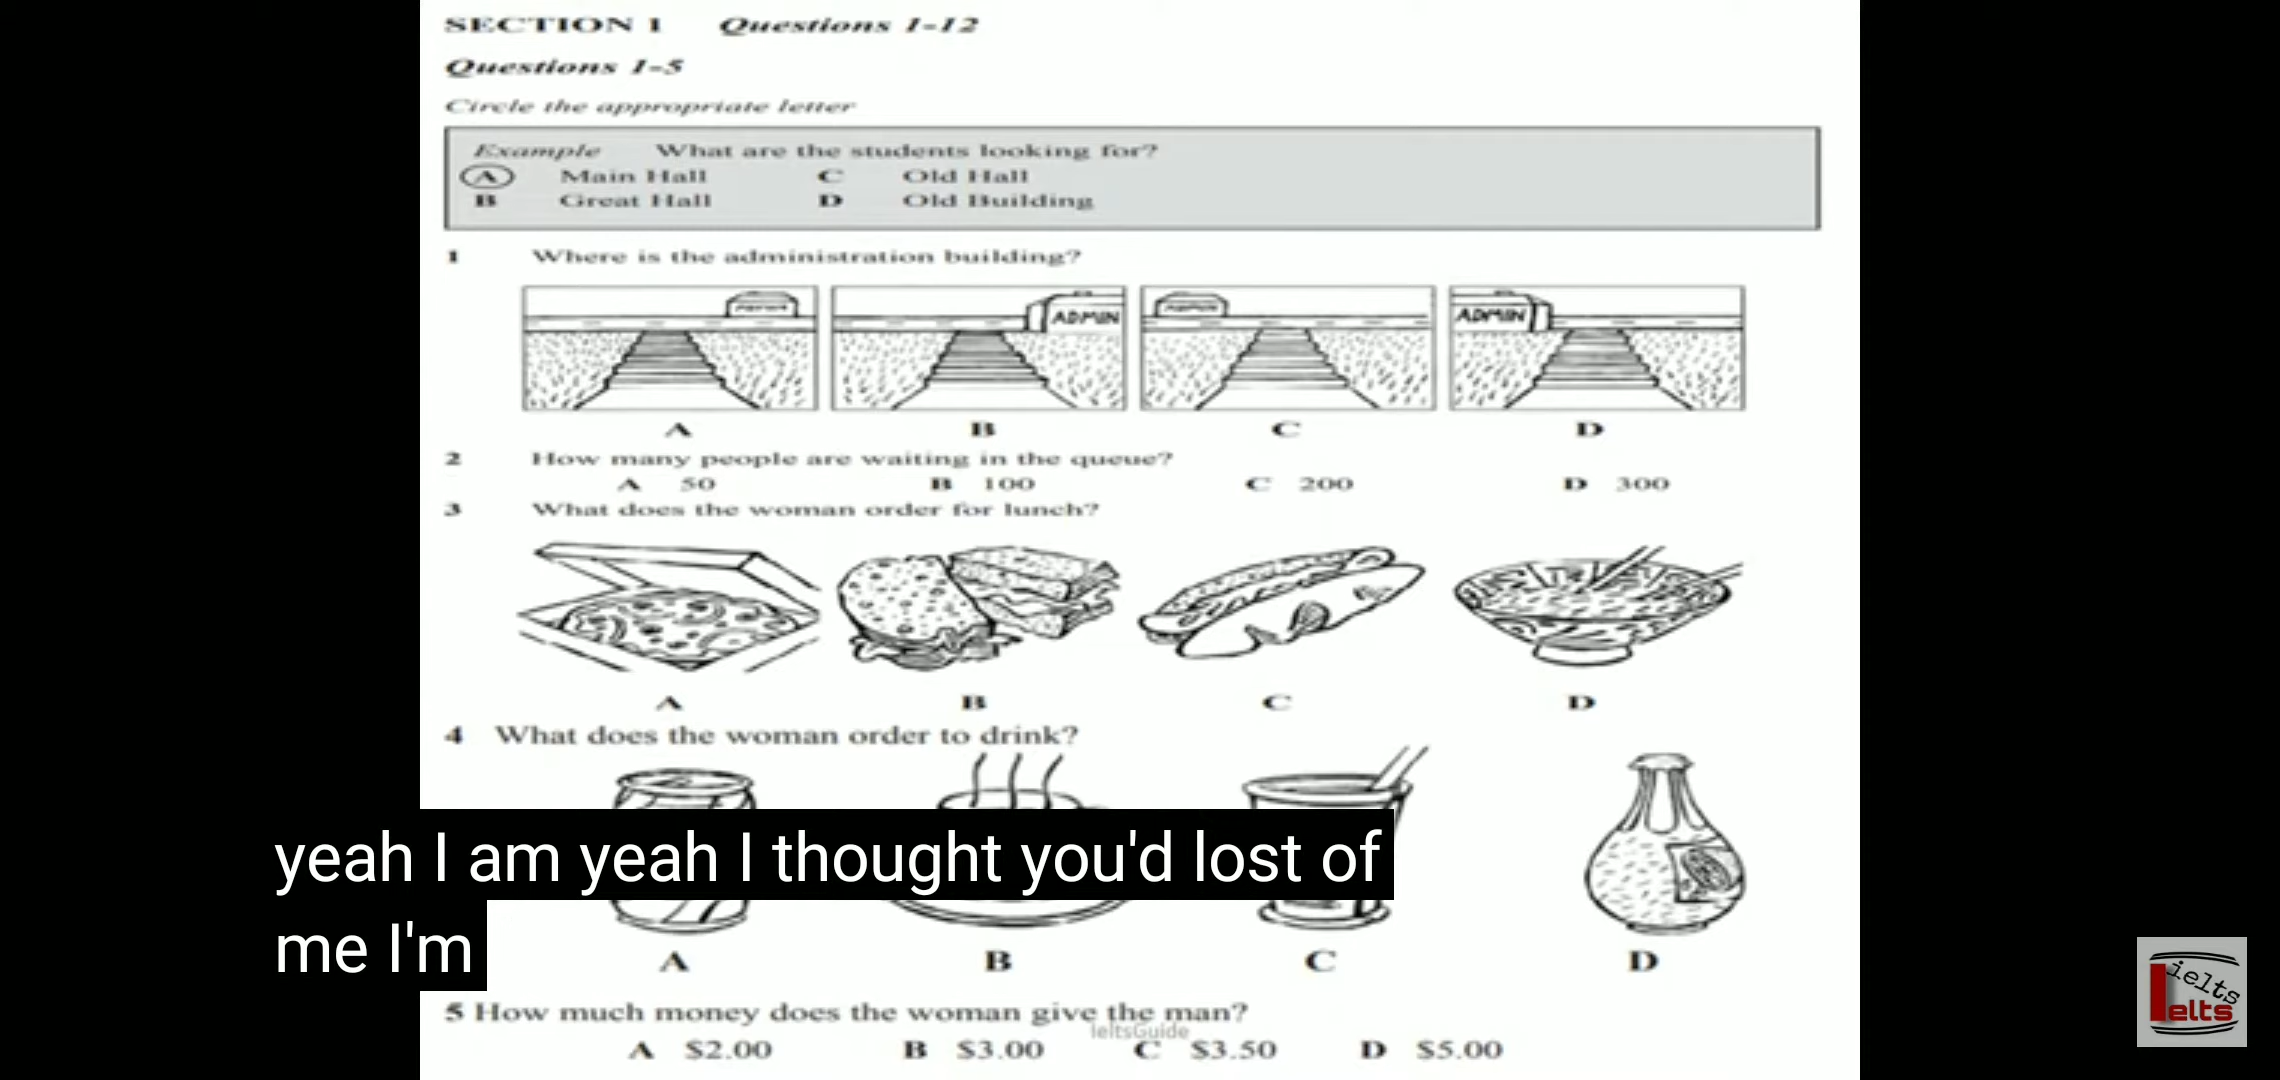 SECTION 1 Questions 1-12
Questions 1-5
Circle the appropriate letter
Example What are the students looking for?
A Main Hall C Old Hall
B Great Hall D Old Building
1 Where is the administration building?
ADMIN ADMIN ADMIN
A B C D
2 How many people are waiting in the queue?
A 50 B 100 C 200 D 300
3 What does the woman order for lunch?
A B C D
4 What does the woman order to drink?
yeah I am yeah I thought you'd lost of
me I'm
A B C D
ielts
Ielts
5 How much money does the woman give the man?
IeltsGuide
A $2.00 B $3.00 C $3.50 D $5.00